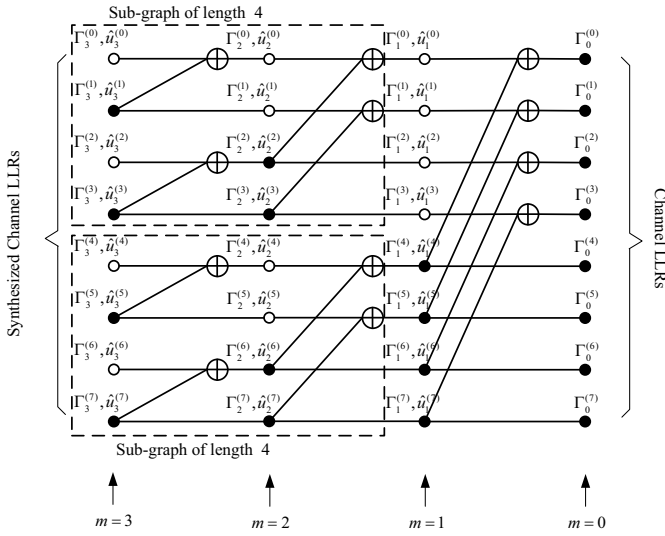 Sub-graph of length 4
Γ₃⁽⁰⁾, û₃⁽⁰⁾ Γ₂⁽⁰⁾, û₂⁽⁰⁾ Γ₁⁽⁰⁾, û₁⁽⁰⁾ Γ₀⁽⁰⁾
Γ₃⁽¹⁾, û₃⁽¹⁾ Γ₂⁽¹⁾, û₂⁽¹⁾ Γ₁⁽¹⁾, û₁⁽¹⁾ Γ₀⁽¹⁾
Γ₃⁽²⁾, û₃⁽²⁾ Γ₂⁽²⁾, û₂⁽²⁾ Γ₁⁽²⁾, û₁⁽²⁾ Γ₀⁽²⁾
Γ₃⁽³⁾, û₃⁽³⁾ Γ₂⁽³⁾, û₂⁽³⁾ Γ₁⁽³⁾, û₁⁽³⁾ Γ₀⁽³⁾
Γ₃⁽⁴⁾, û₃⁽⁴⁾ Γ₂⁽⁴⁾, û₂⁽⁴⁾ Γ₁⁽⁴⁾, û₁⁽⁴⁾ Γ₀⁽⁴⁾
Γ₃⁽⁵⁾, û₃⁽⁵⁾ Γ₂⁽⁵⁾, û₂⁽⁵⁾ Γ₁⁽⁵⁾, û₁⁽⁵⁾ Γ₀⁽⁵⁾
Γ₃⁽⁶⁾, û₃⁽⁶⁾ Γ₂⁽⁶⁾, û₂⁽⁶⁾ Γ₁⁽⁶⁾, û₁⁽⁶⁾ Γ₀⁽⁶⁾
Γ₃⁽⁷⁾, û₃⁽⁷⁾ Γ₂⁽⁷⁾, û₂⁽⁷⁾ Γ₁⁽⁷⁾, û₁⁽⁷⁾ Γ₀⁽⁷⁾
Synthesized Channel LLRs
Channel LLRs
Sub-graph of length 4
m = 3 m = 2 m = 1 m = 0